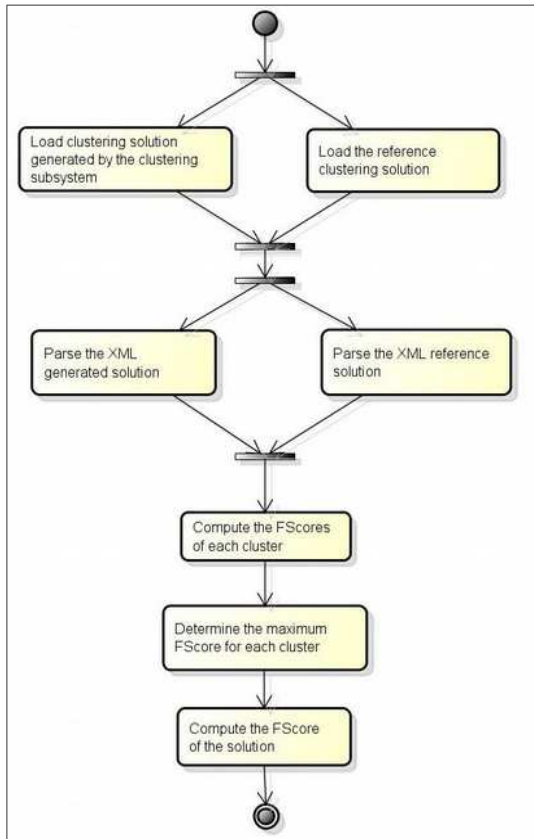 Load clustering solution
generated by the clustering
subsystem
Load the reference
clustering solution
Parse the XML
generated solution
Parse the XML reference
solution
Compute the FScores
of each cluster
Determine the maximum
FScore for each cluster
Compute the FScore
of the solution